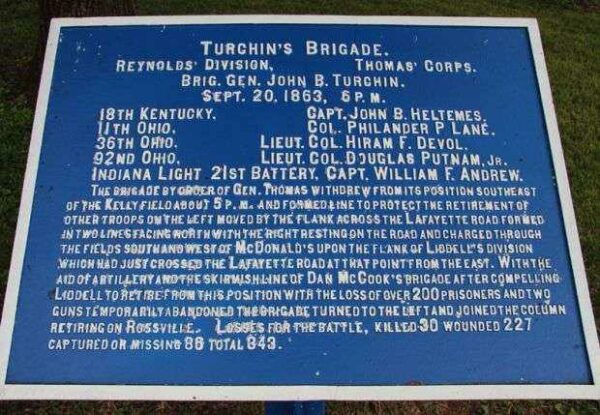 TURCHIN'S BRIGADE.
REYNOLDS' DIVISION, THOMAS' CORPS.
BRIG. GEN. JOHN B. TURCHIN.
SEPT. 20, 1863, 6 P.M.
18TH KENTUCKY. CAPT. JOHN B. HELTEMES.
11TH OHIO. COL. PHILANDER P. LANE.
36TH OHIO. LIEUT. COL. HIRAM F. DEVOL.
92ND OHIO. LIEUT. COL. DOUGLAS PUTNAM, JR.
INDIANA LIGHT 21ST BATTERY, CAPT. WILLIAM F. ANDREW.
THE BRIGADE BY ORDER OF GEN. THOMAS WITHDREW FROM ITS POSITION SOUTHEAST
OF THE KELLY FIELD ABOUT 5 P.M. AND FORMED LINE TO PROTECT THE RETIREMENT OF
OTHER TROOPS ON THE LEFT MOVED BY THE FLANK ACROSS THE LAFAYETTE ROAD FORMED
IN TWO LINES FACING NORTH WITH THE RIGHT RESTING ON THE ROAD AND CHARGED THROUGH
THE FIELDS SOUTH AND WEST OF MCDONALD'S UPON THE FLANK OF LIDDELL'S DIVISION
WHICH HAD JUST CROSSED THE LAFAYETTE ROAD AT THAT POINT FROM THE EAST. WITH THE
AID OF ARTILLERY AND THE SKIRMISH LINE OF DAN MCCOOK'S BRIGADE AFTER COMPELLING
LIDDELL TO RETIRE FROM THIS POSITION WITH THE LOSS OF OVER 200 PRISONERS AND TWO
GUNS TEMPORARILY ABANDONED THE BRIGADE TURNED TO THE LEFT AND JOINED THE COLUMN
RETIRING ON ROSSVILLE. LOSSES FOR THE BATTLE, KILLED 30 WOUNDED 227
CAPTURED OR MISSING 86 TOTAL 343.